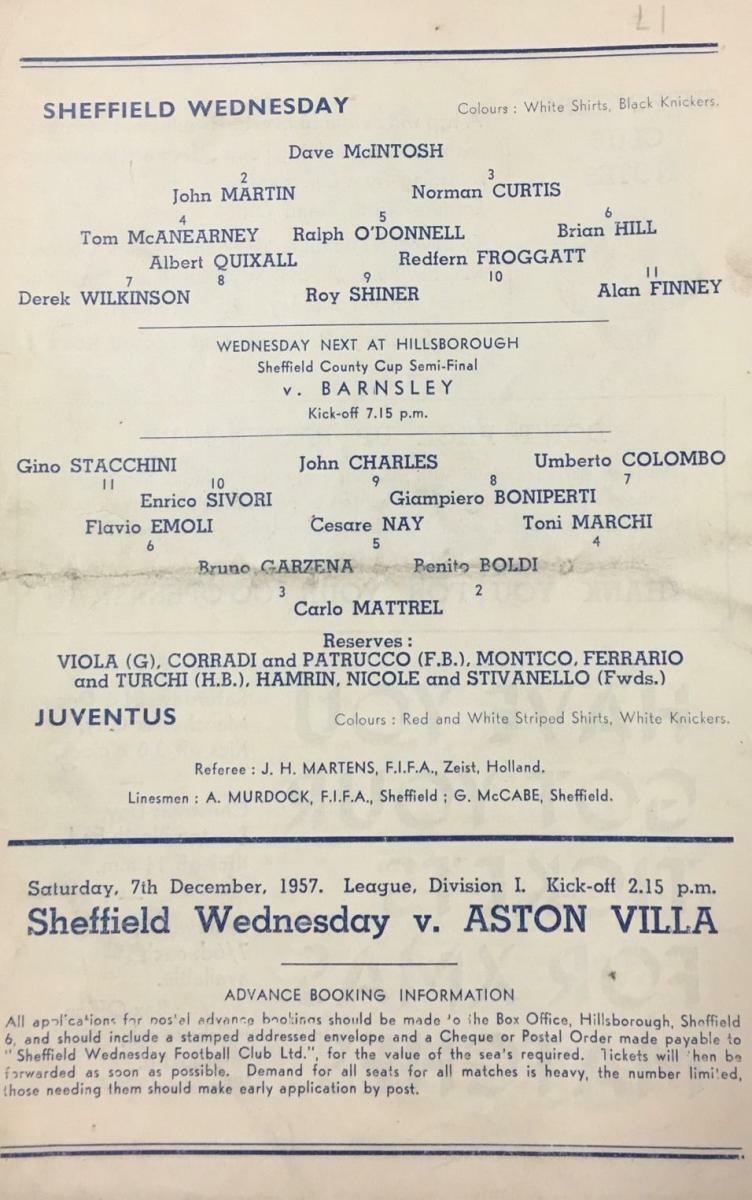 L1
SHEFFIELD WEDNESDAY Colours : White Shirts, Black Knickers.
Dave McINTOSH
2 3
John MARTIN Norman CURTIS
4 5 6
Tom McANEARNEY Ralph O'DONNELL Brian HILL
Albert QUIXALL Redfern FROGGATT
7 8 9 10 11
Derek WILKINSON Roy SHINER Alan FINNEY
WEDNESDAY NEXT AT HILLSBOROUGH
Sheffield County Cup Semi-Final
v. BARNSLEY
Kick-off 7.15 p.m.
Gino STACCHINI John CHARLES Umberto COLOMBO
11 10 9 8 7
Enrico SIVORI Giampiero BONIPERTI
Flavio EMOLI Cesare NAY Toni MARCHI
6 5 4
Bruno GARZENA Benito BOLDI
3 2
Carlo MATTREL
Reserves :
VIOLA (G), CORRADI and PATRUCCO (F.B.), MONTICO, FERRARIO
and TURCHI (H.B.), HAMRIN, NICOLE and STIVANELLO (Fwds.)
JUVENTUS Colours : Red and White Striped Shirts, White Knickers.
Referee : J. H. MARTENS, F.I.F.A., Zeist, Holland.
Linesmen : A. MURDOCK, F.I.F.A., Sheffield ; G. McCABE, Sheffield.
Saturday, 7th December, 1957. League, Division I. Kick-off 2.15 p.m.
Sheffield Wednesday v. ASTON VILLA
ADVANCE BOOKING INFORMATION
All applications for postal advance bookings should be made to the Box Office, Hillsborough, Sheffield
6, and should include a stamped addressed envelope and a Cheque or Postal Order made payable to
"Sheffield Wednesday Football Club Ltd.", for the value of the seats required. Tickets will then be
forwarded as soon as possible. Demand for all seats for all matches is heavy, the number limited,
those needing them should make early application by post.